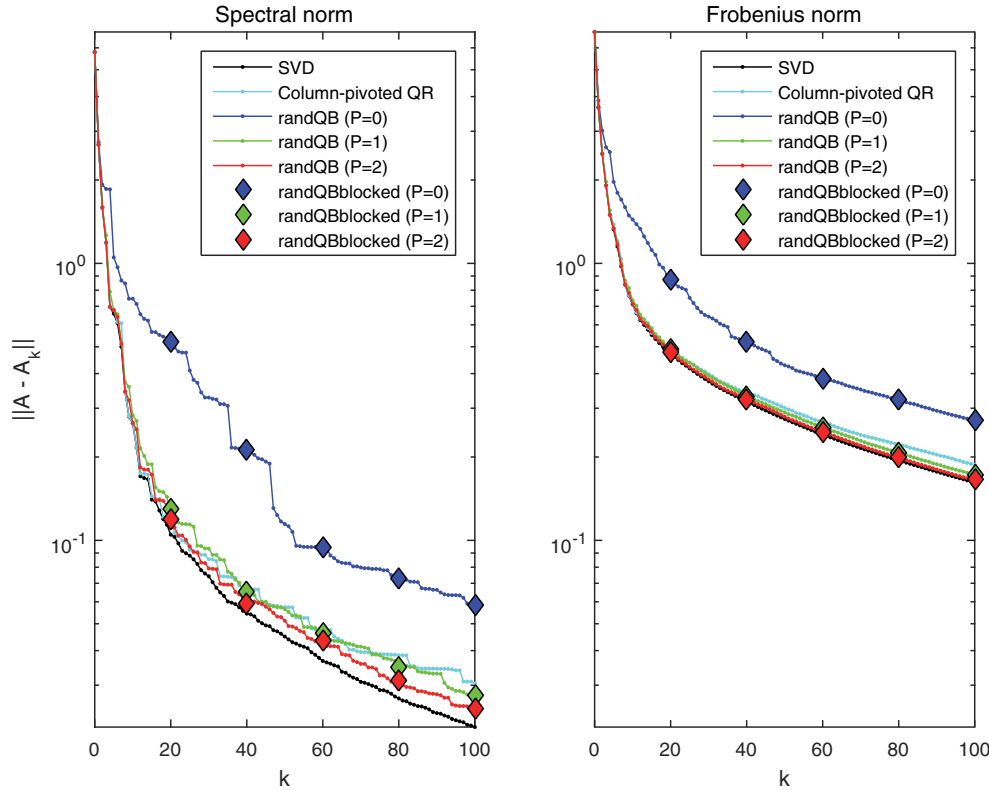 Spectral norm
SVD
Column-pivoted QR
randQB (P=0)
randQB (P=1)
randQB (P=2)
randQBblocked (P=0)
randQBblocked (P=1)
randQBblocked (P=2)
||A - A_k||
10^0
10^-1
0 20 40 60 80 100
k
Frobenius norm
SVD
Column-pivoted QR
randQB (P=0)
randQB (P=1)
randQB (P=2)
randQBblocked (P=0)
randQBblocked (P=1)
randQBblocked (P=2)
10^0
10^-1
0 20 40 60 80 100
k